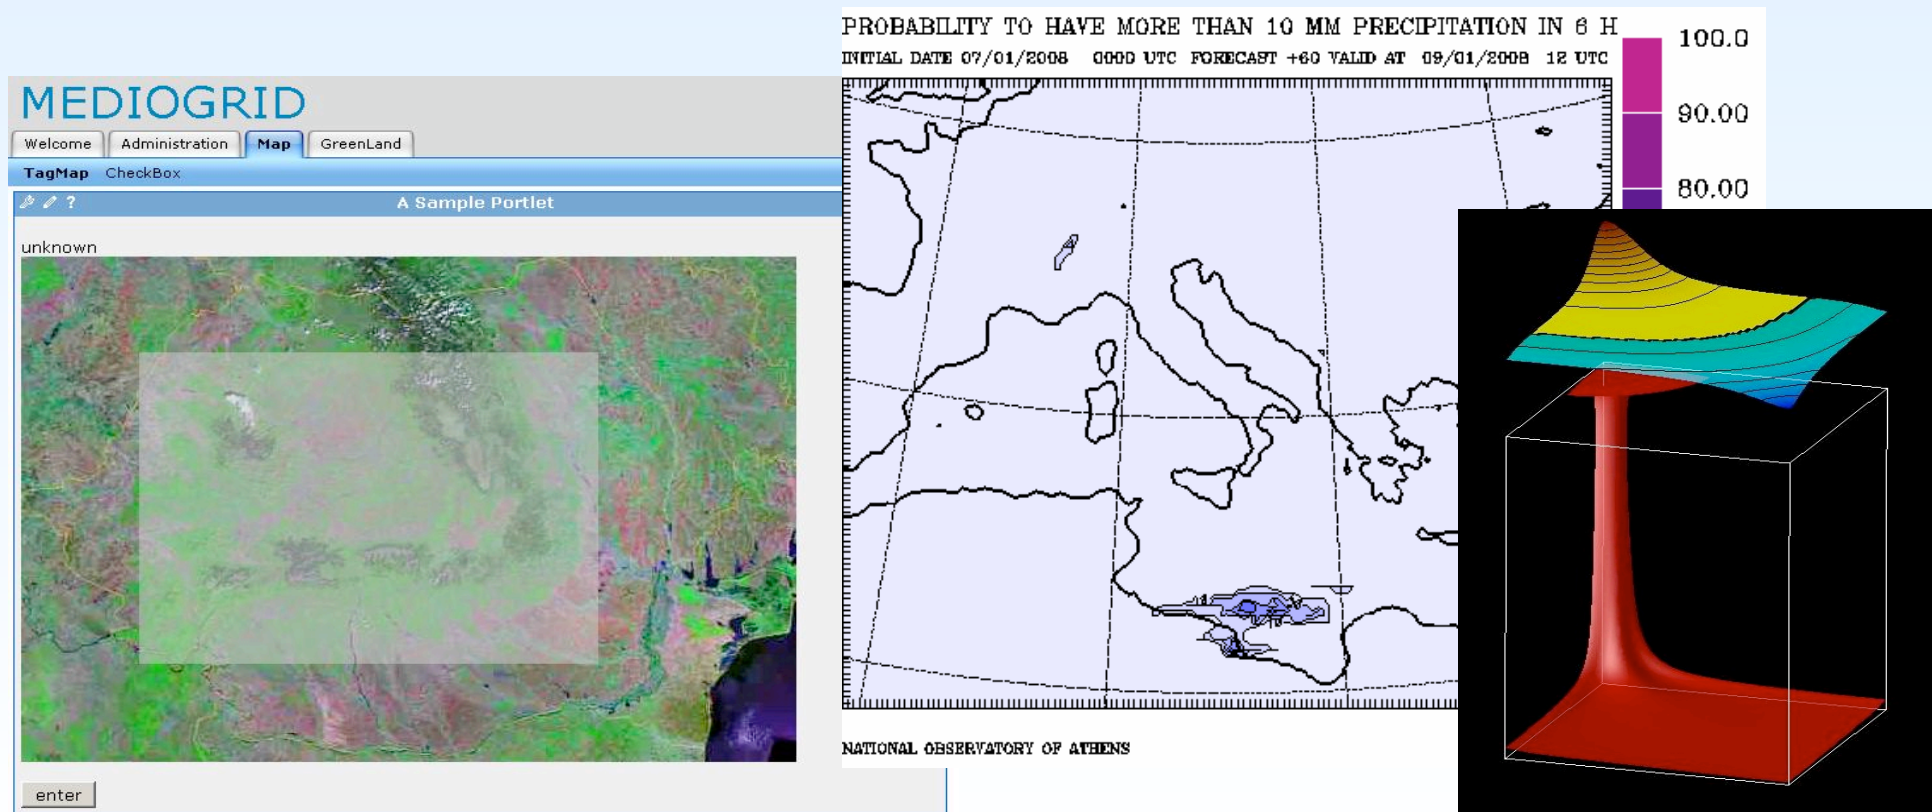 MEDIOGRID
Welcome Administration Map GreenLand
TagMap CheckBox
? A Sample Portlet
unknown
enter
PROBABILITY TO HAVE MORE THAN 10 MM PRECIPITATION IN 6 H
INITIAL DATE 07/01/2008 0000 UTC FORECAST +60 VALID AT 09/01/2008 12 UTC
100.0
90.00
80.00
NATIONAL OBSERVATORY OF ATHENS